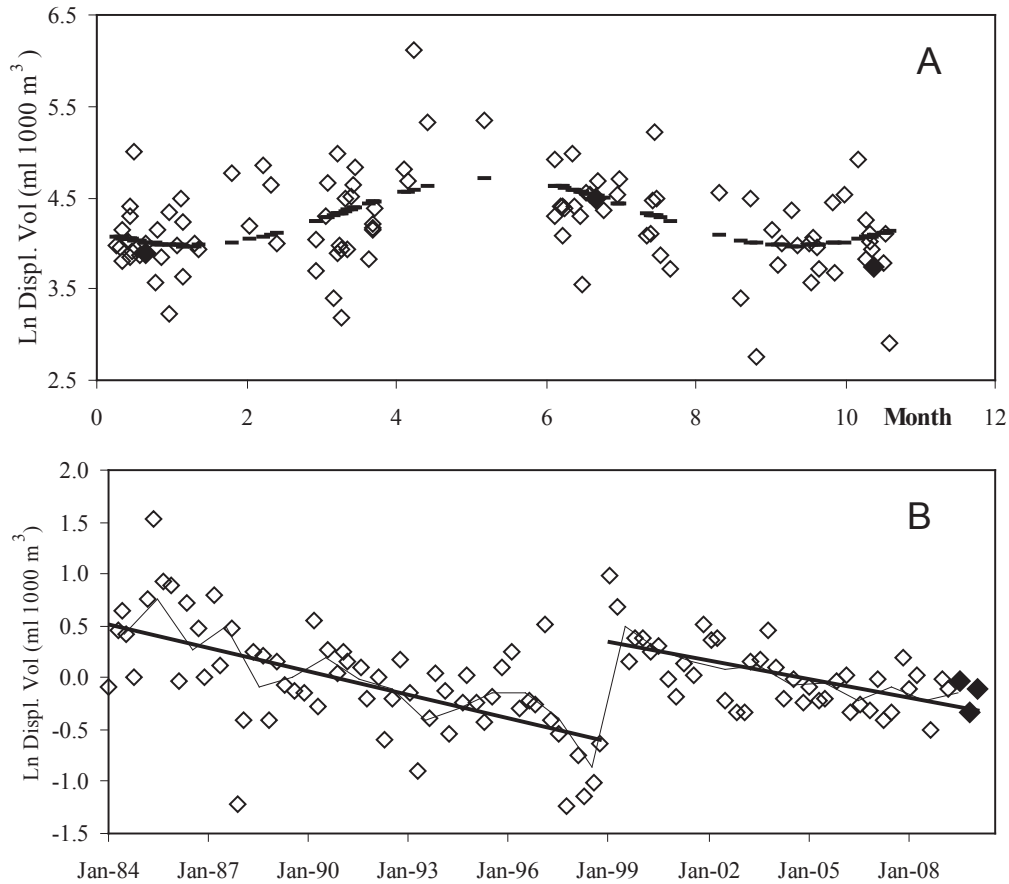 6.5
A
5.5
4.5
3.5
2.5
Ln Displ. Vol (ml 1000 m³)
0 2 4 6 8 10 Month 12
2.0
B
1.5
1.0
0.5
0.0
-0.5
-1.0
-1.5
Ln Displ. Vol (ml 1000 m³)
Jan-84 Jan-87 Jan-90 Jan-93 Jan-96 Jan-99 Jan-02 Jan-05 Jan-08